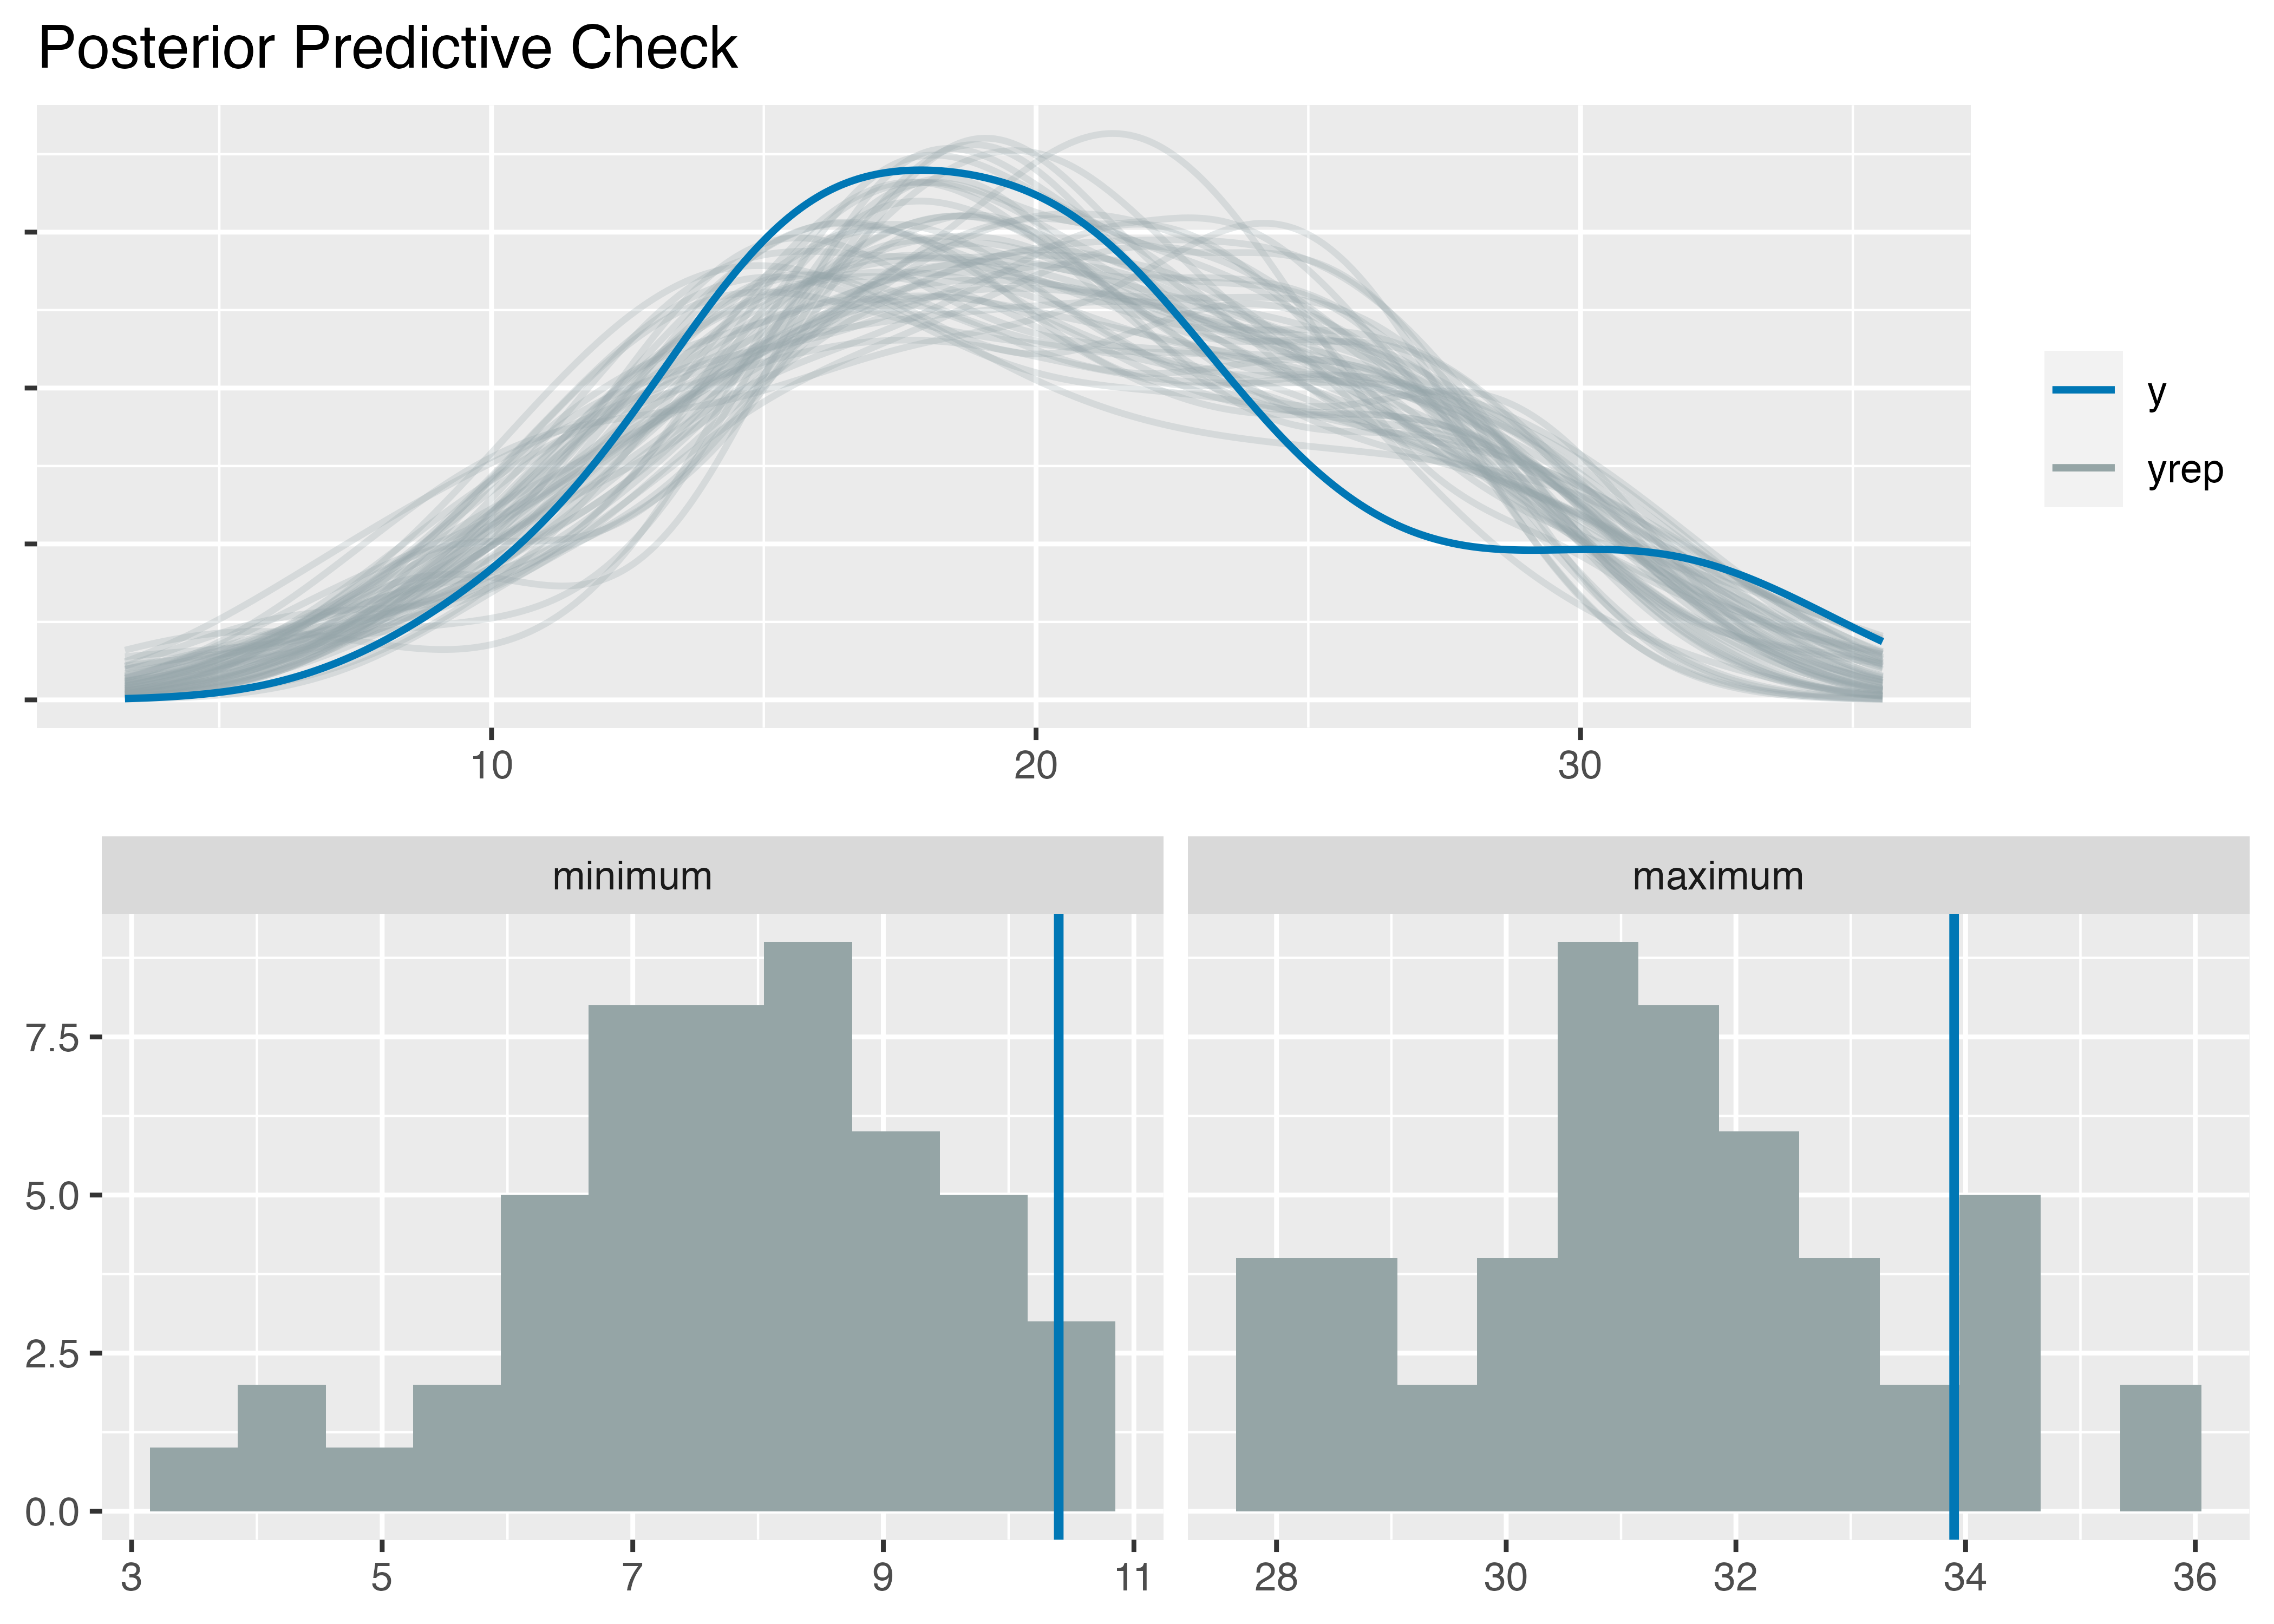 Posterior Predictive Check
y
yrep
10 20 30
minimum maximum
7.5
5.0
2.5
0.0
3 5 7 9 11 28 30 32 34 36